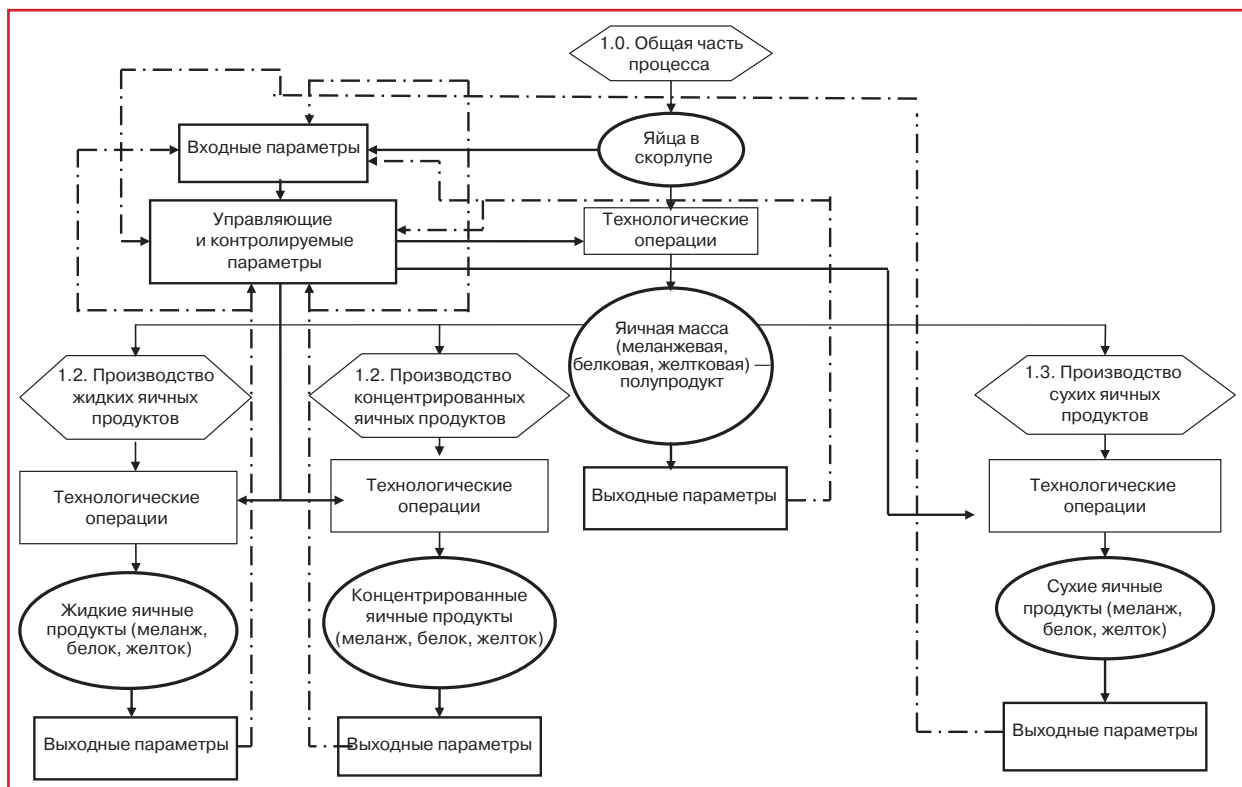 1.0. Общая часть
процесса
Входные параметры
Яйца в
скорлупе
Управляющие
и контролируемые
параметры
Технологические
операции
Яичная масса
(меланжевая,
белковая, желтковая) —
полупродукт
1.2. Производство
жидких яичных
продуктов
1.2. Производство
концентрированных
яичных продуктов
1.3. Производство
сухих яичных
продуктов
Технологические
операции
Технологические
операции
Выходные параметры
Технологические
операции
Жидкие яичные
продукты (меланж,
белок, желток)
Концентрированные
яичные продукты
(меланж, белок, желток)
Сухие яичные
продукты (меланж,
белок, желток)
Выходные параметры
Выходные параметры
Выходные параметры